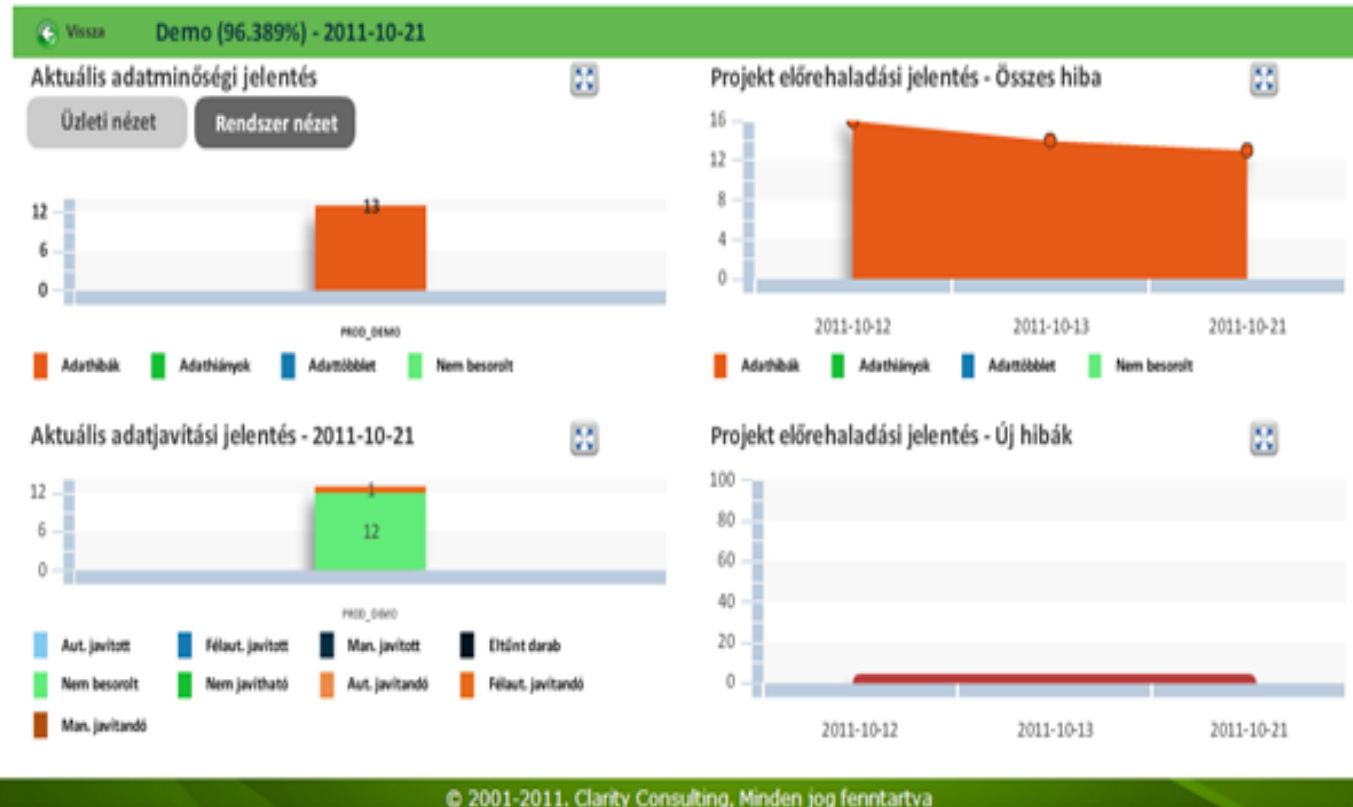 Vissza
Demo (96.389%) - 2011-10-21
Aktuális adatminőségi jelentés
Üzleti nézet
Rendszer nézet
12
6
0
13
PROD_DEMO
Adathibák
Adathiányok
Adattöbblet
Nem besorolt
Projekt előrehaladási jelentés - Összes hiba
16
12
8
4
0
2011-10-12
2011-10-13
2011-10-21
Adathibák
Adathiányok
Adattöbblet
Nem besorolt
Aktuális adatjavítási jelentés - 2011-10-21
12
6
0
1
12
PROD_DEMO
Aut. javított
Félaut. javított
Man. javított
Eltűnt darab
Nem besorolt
Nem javítható
Aut. javítandó
Félaut. javítandó
Man. javítandó
Projekt előrehaladási jelentés - Új hibák
100
80
60
40
20
0
2011-10-12
2011-10-13
2011-10-21
© 2001-2011. Clarity Consulting, Minden jog fenntartva